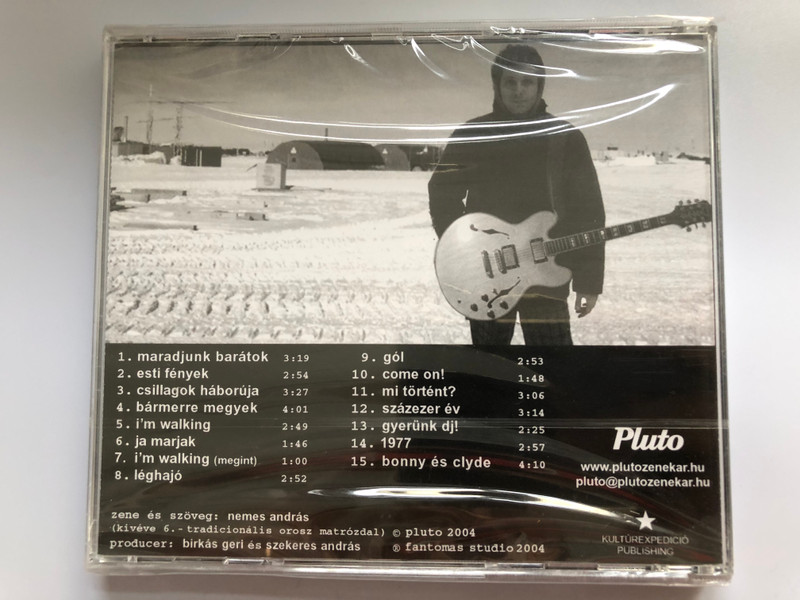 1. maradjunk barátok 3:19
2. esti fények 2:54
3. csillagok háborúja 3:27
4. bármerre megyek 4:01
5. i'm walking 2:49
6. ja marjak 1:46
7. i'm walking (megint) 1:00
8. léghajó 2:52
9. gól 2:53
10. come on! 1:48
11. mi történt? 3:06
12. százezer év 3:14
13. gyerünk dj! 2:25
14. 1977 2:57
15. bonny és clyde 4:10
Pluto
www.plutozenekar.hu
pluto@plutozenekar.hu
zene és szöveg: nemes andrás
(kivéve 6.- tradicionális orosz matrózdal) © pluto 2004
producer: birkás geri és szekeres andrás ® fantomas studio 2004
KULTÚREXPEDICIÓ
PUBLISHING